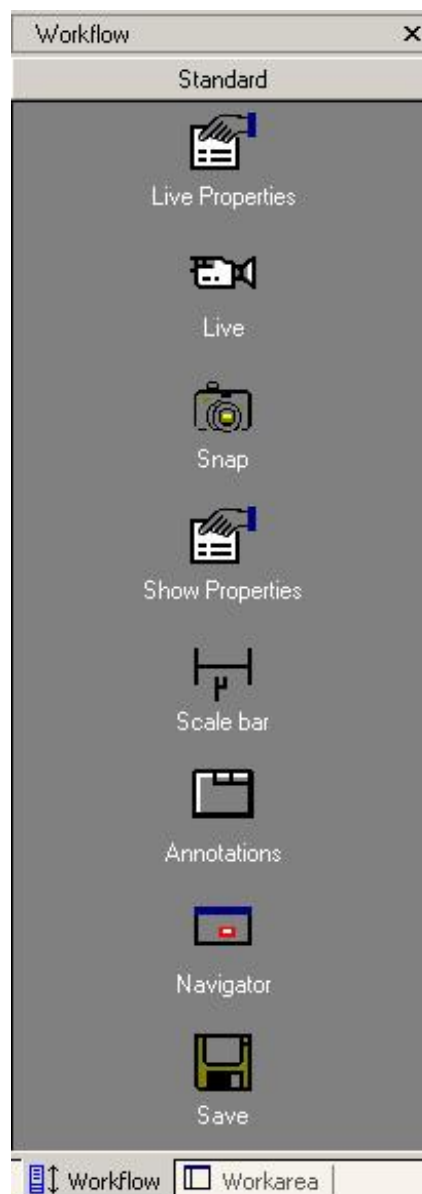 Workflow
Standard
Live Properties
Live
Snap
Show Properties
μ
Scale bar
Annotations
Navigator
Save
Workflow Workarea